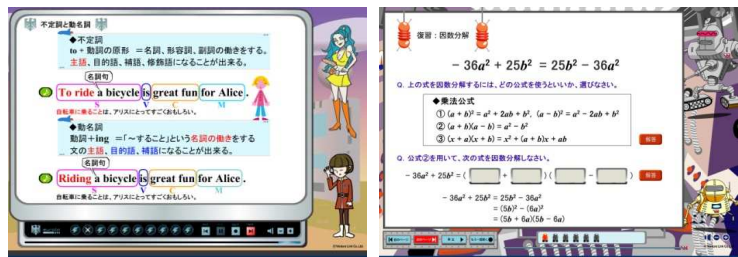 不定詞と動名詞
◆不定詞
to + 動詞の原形 ＝名詞、形容詞、副詞の働きをする。
主語、目的語、補語、修飾語になることが出来る。
名詞句
To ride a bicycle is great fun for Alice.
S V C M
自転車に乗ることは、アリスにとってすごくおもしろい。
◆動名詞
動詞+ing ＝「～すること」という名詞の働きをする
文の主語、目的語、補語になることが出来る。
名詞句
Riding a bicycle is great fun for Alice.
S V C M
自転車に乗ることは、アリスにとってすごくおもしろい。
復習：因数分解
− 36a² + 25b² = 25b² − 36a²
Q. 上の式を因数分解するには、どの公式を使うといいか、選びなさい。
◆乗法公式
① (a + b)² = a² + 2ab + b², (a − b)² = a² − 2ab + b²
② (a + b)(a − b) = a² − b²
③ (x + a)(x + b) = x² + (a + b)x + ab
解答
Q. 公式②を用いて、次の式を因数分解しなさい。
− 36a² + 25b² = ( + ) ( − )
解答
− 36a² + 25b² = 25b² − 36a²
= (5b)² − (6a)²
= (5b + 6a)(5b − 6a)